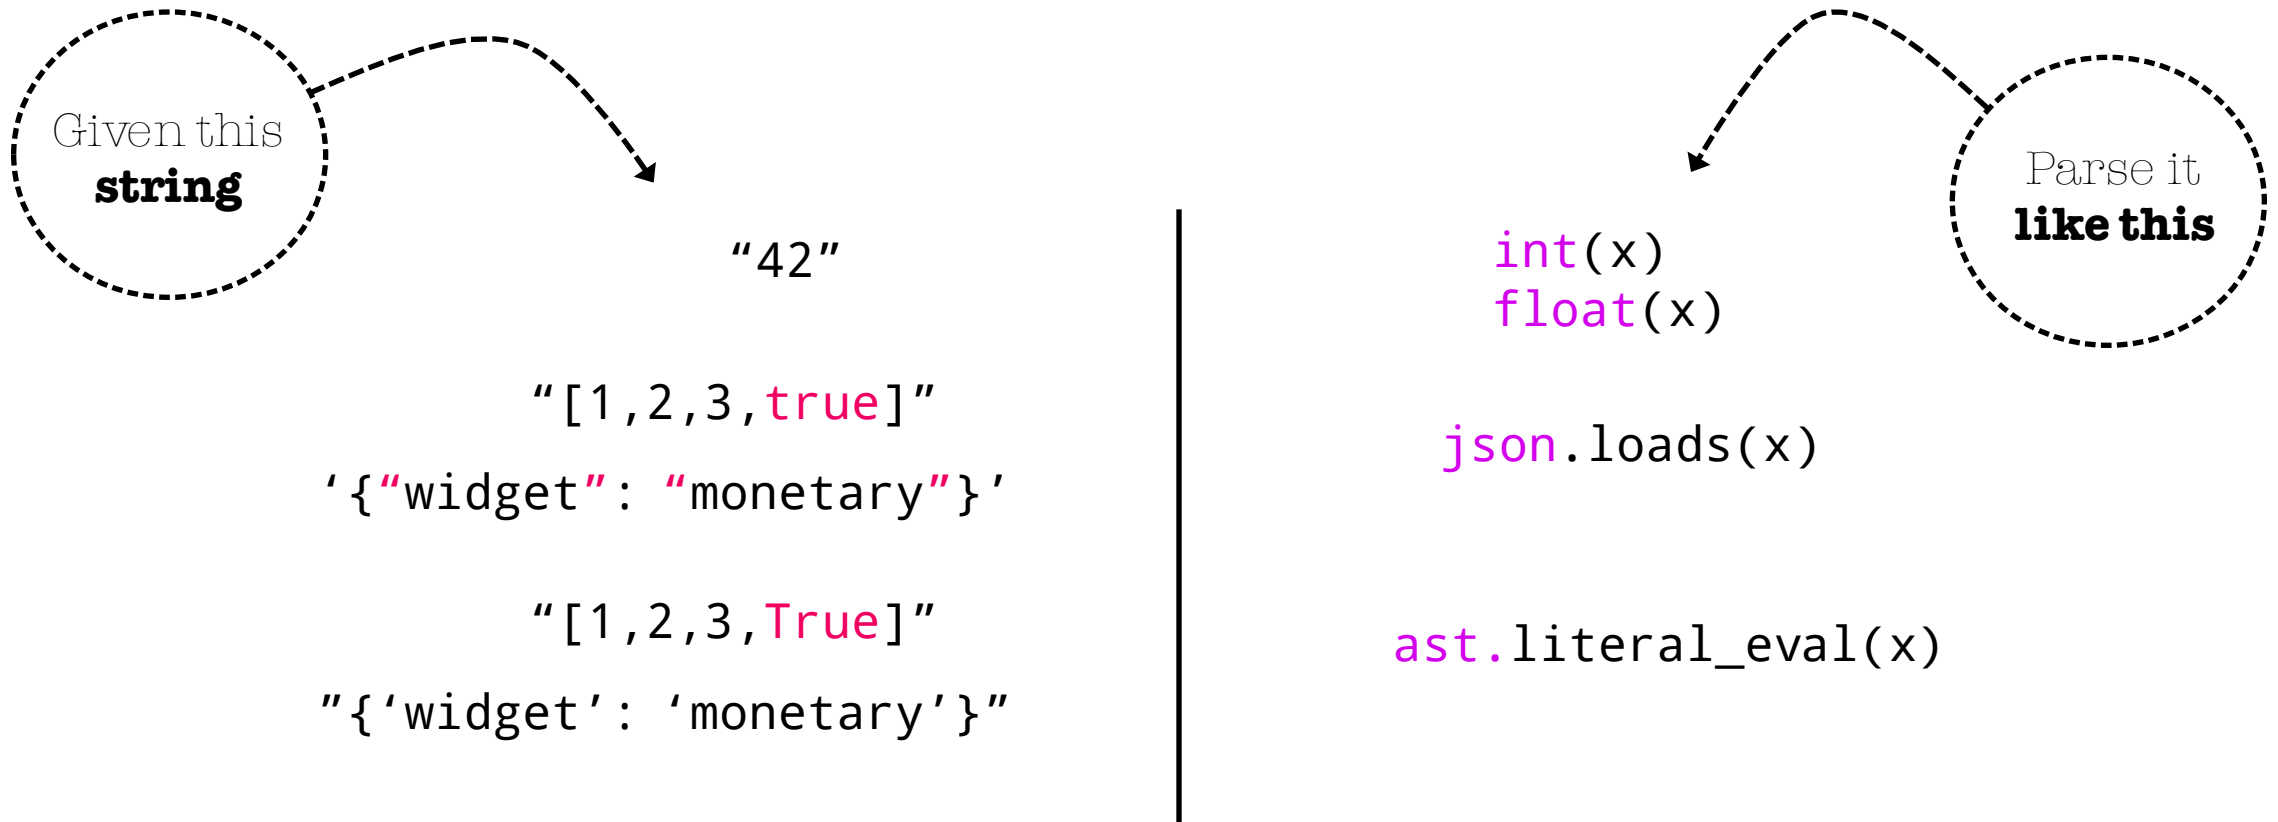 Given this
string
Parse it
like this
“42”
int(x)
float(x)
“[1,2,3,true]”
json.loads(x)
‘{“widget”: “monetary”}’
“[1,2,3,True]”
ast.literal_eval(x)
”{‘widget’: ‘monetary’}”